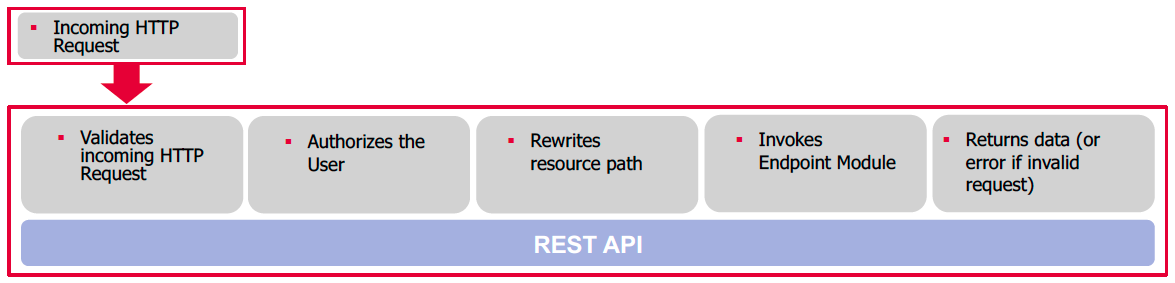 ▪ Incoming HTTP
Request
▪ Validates
incoming HTTP
Request
▪ Authorizes the
User
▪ Rewrites
resource path
▪ Invokes
Endpoint Module
▪ Returns data (or
error if invalid
request)
REST API